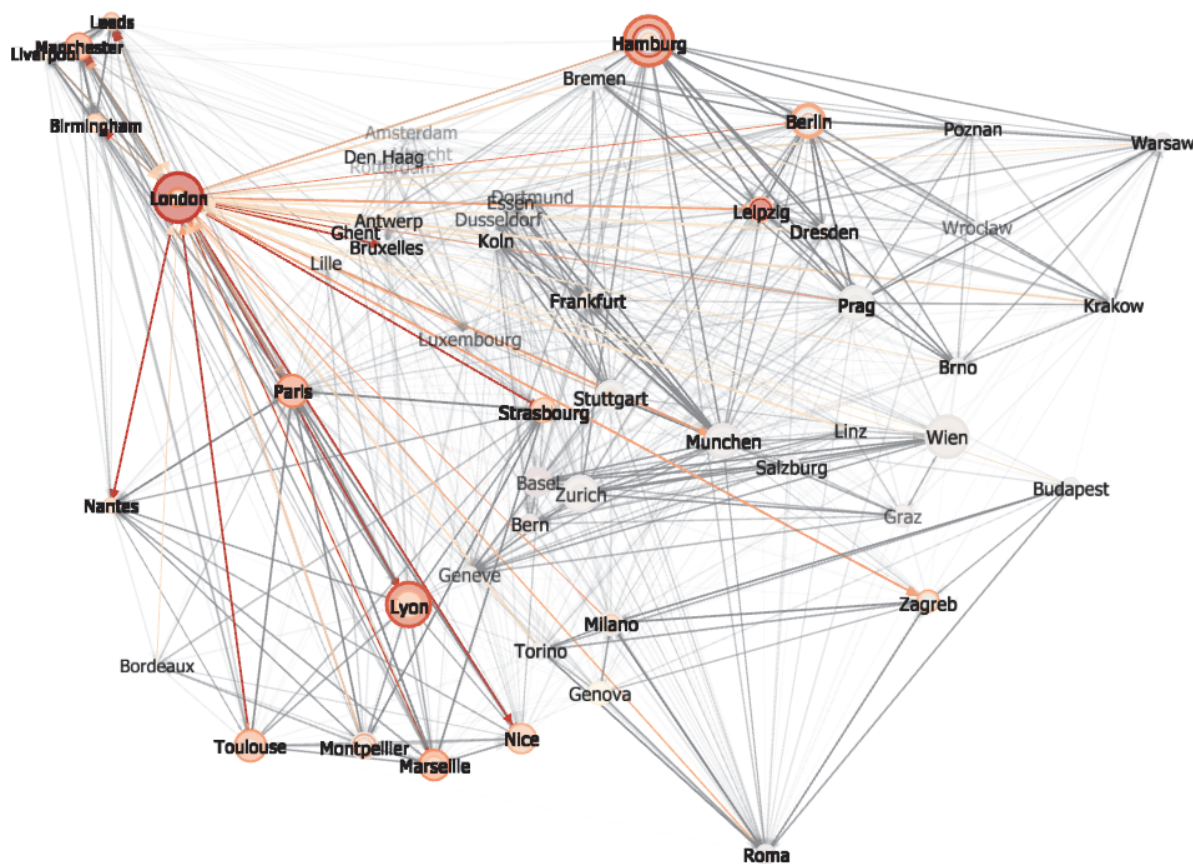 Leeds
Manchester
Liverpool
Birmingham
London
Hamburg
Bremen
Berlin
Poznan
Warsaw
Amsterdam
Den Haag
Rotterdam
Dortmund
Essen
Dusseldorf
Koln
Antwerp
Ghent
Bruxelles
Lille
Leipzig
Dresden
Wroclaw
Frankfurt
Prag
Krakow
Luxembourg
Brno
Paris
Stuttgart
Strasbourg
Munchen
Linz
Wien
Salzburg
Basel
Zurich
Budapest
Nantes
Bern
Graz
Geneve
Lyon
Zagreb
Milano
Torino
Bordeaux
Genova
Toulouse
Montpellier
Nice
Marseille
Roma